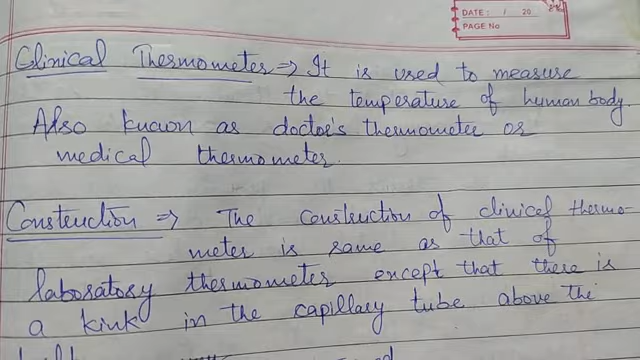 DATE: / 20
PAGE No
Clinical Thermometer ⇒ It is used to measure
the temperature of human body.
Also known as doctor's thermometer or
medical thermometer.
Construction ⇒ The construction of clinical thermo-
meter is same as that of
laboratory thermometer except that there is
a kink in the capillary tube above the